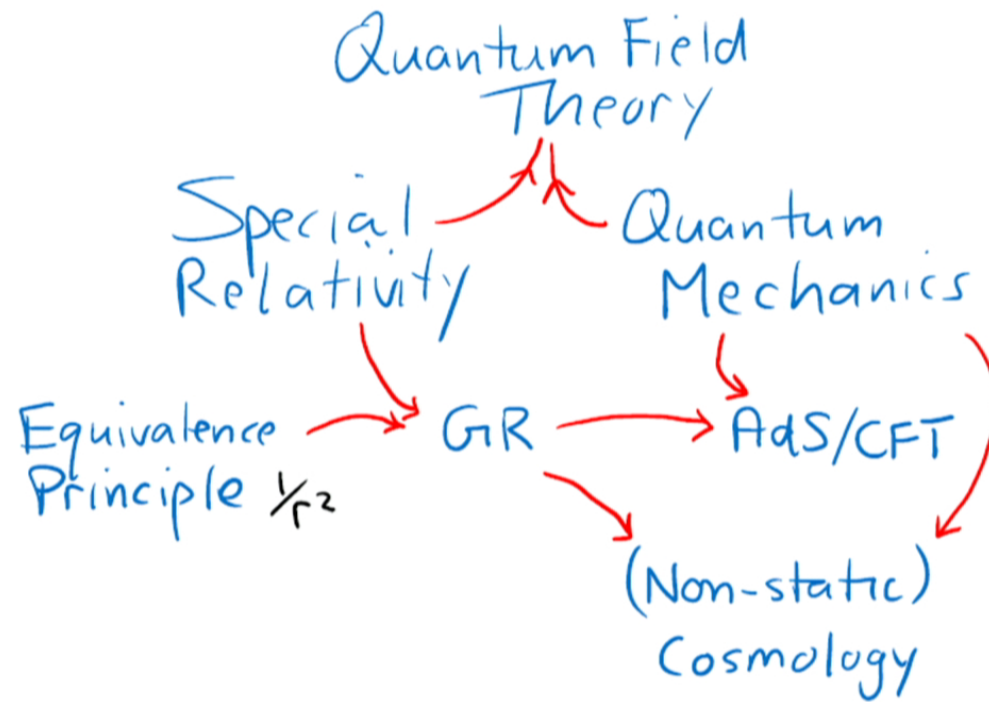 Quantum Field
Theory
Special
Relativity
Quantum
Mechanics
Equivalence
Principle 1/r²
GR
AdS/CFT
(Non-static)
Cosmology